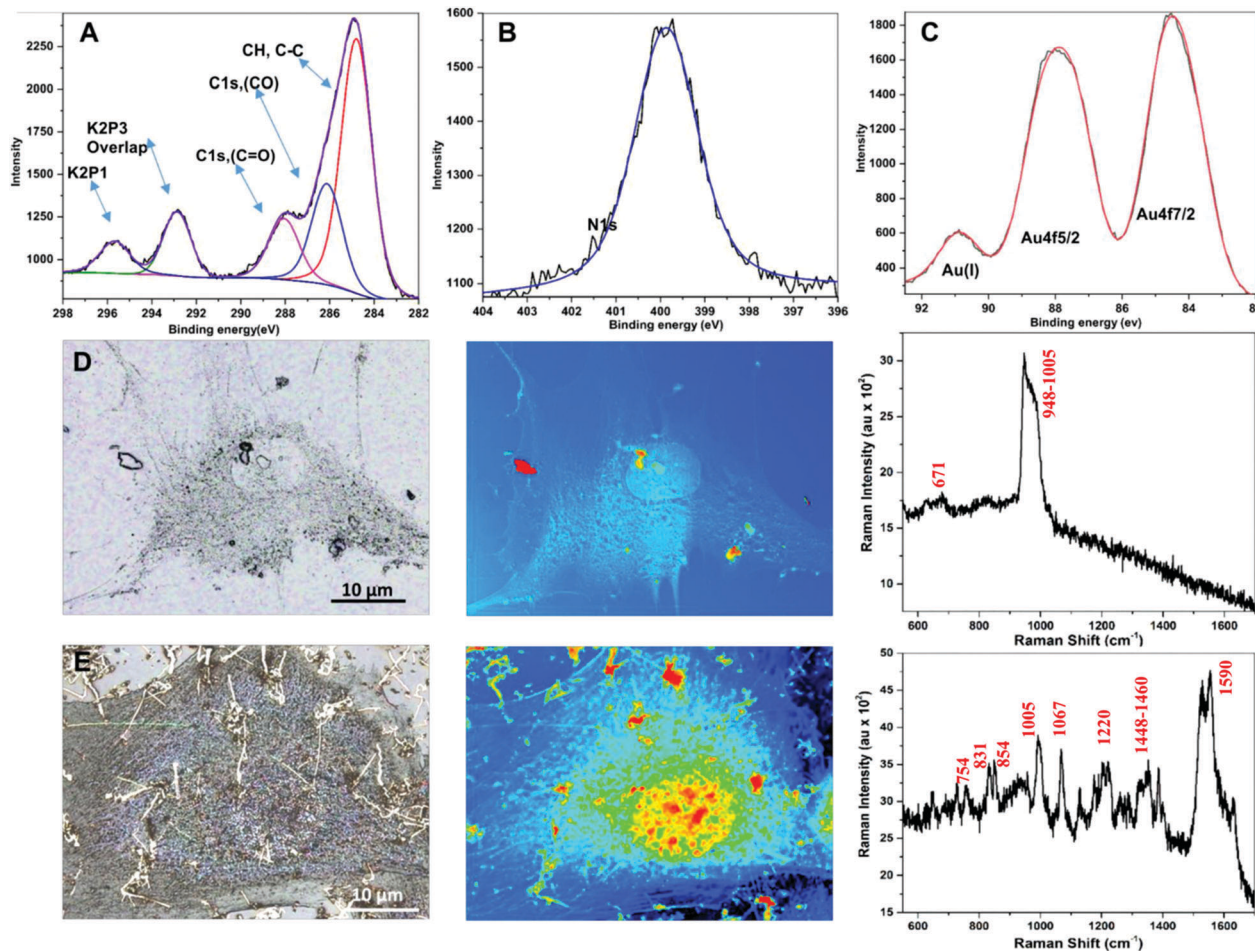 A
2250
2000
1750
1500
1250
1000
Intensity
CH, C-C
C1s,(CO)
K2P3
Overlap
C1s,(C=O)
K2P1
298 296 294 292 290 288 286 284 282
Binding energy(eV)
B
1600
1500
1400
1300
1200
1100
Intensity
N1s
404 403 402 401 400 399 398 397 396
Binding energy (eV)
C
1800
1600
1400
1200
1000
800
600
400
Intensity
Au4f7/2
Au4f5/2
Au(I)
92 90 88 86 84 8
Binding energy (ev)
D
10 µm
30
25
20
15
10
Raman Intensity (au x 10²)
948-1005
671
600 800 1000 1200 1400 1600
Raman Shift (cm⁻¹)
E
10 µm
50
45
40
35
30
25
20
15
Raman Intensity (au x 10²)
754
831
854
1005
1067
1220
1448-1460
1590
600 800 1000 1200 1400 1600
Raman Shift (cm⁻¹)